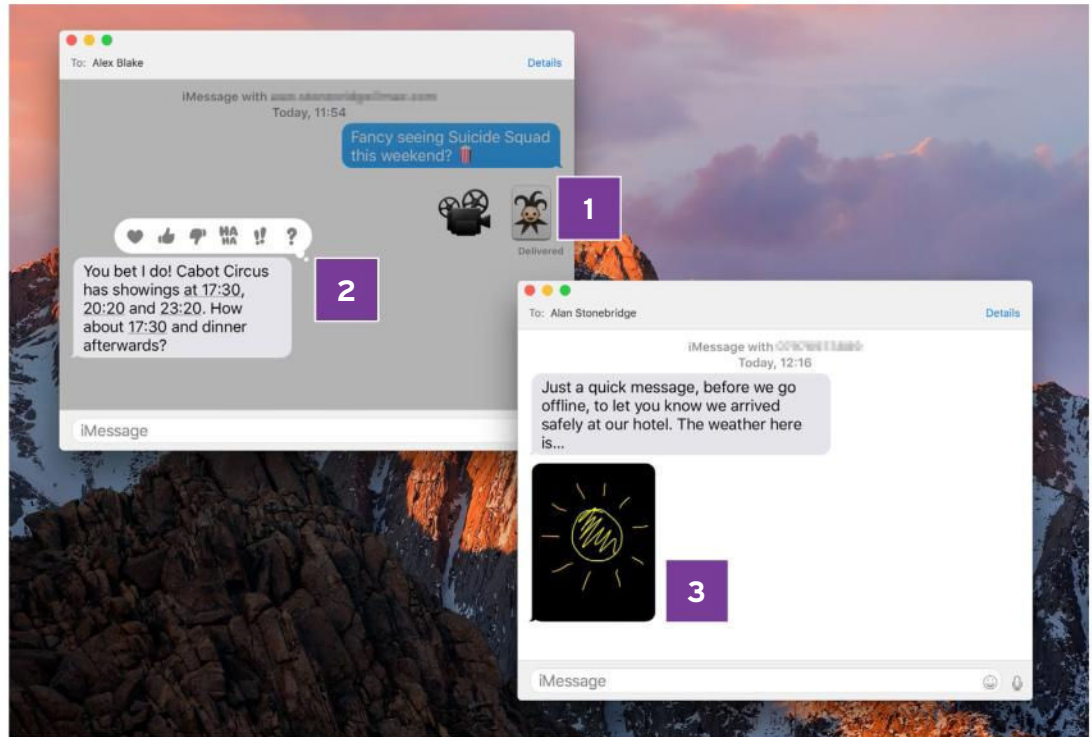 To: Alex Blake
Details
iMessage with
Today, 11:54
Fancy seeing Suicide Squad
this weekend? 🍿
Delivered
1
HA
HA
!!
?
You bet I do! Cabot Circus
has showings at 17:30,
20:20 and 23:20. How
about 17:30 and dinner
afterwards?
2
iMessage
To: Alan Stonebridge
Details
iMessage with
Today, 12:16
Just a quick message, before we go
offline, to let you know we arrived
safely at our hotel. The weather here
is...
3
iMessage